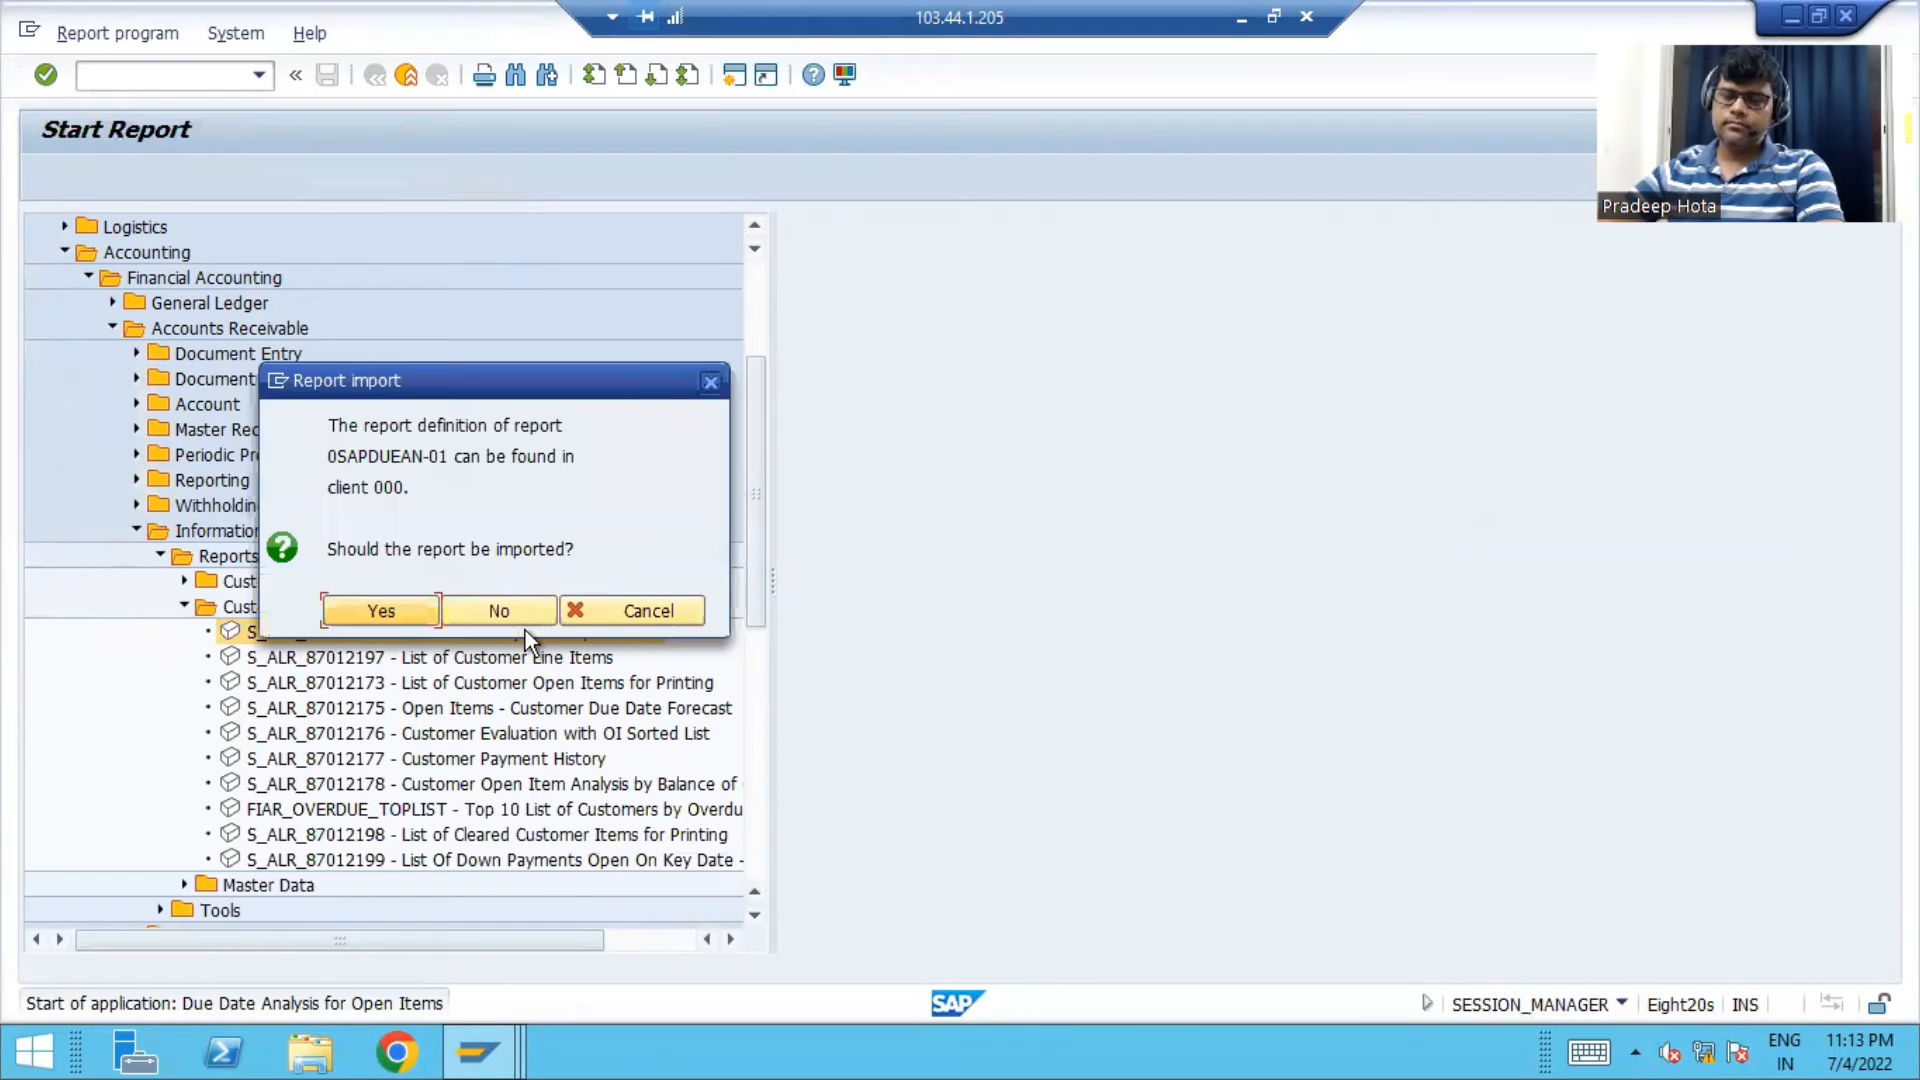 103.44.1.205
Report program System Help
Start Report
Pradeep Hota
Logistics
Accounting
Financial Accounting
General Ledger
Accounts Receivable
Document Entry
Document
Account
Master Rec
Periodic Pr
Reporting
Withholdin
Information
Reports
Cust
Cust
S_
Report import
The report definition of report
0SAPDUEAN-01 can be found in
client 000.
Should the report be imported?
Yes No Cancel
S_ALR_87012197 - List of Customer Line Items
S_ALR_87012173 - List of Customer Open Items for Printing
S_ALR_87012175 - Open Items - Customer Due Date Forecast
S_ALR_87012176 - Customer Evaluation with OI Sorted List
S_ALR_87012177 - Customer Payment History
S_ALR_87012178 - Customer Open Item Analysis by Balance of
FIAR_OVERDUE_TOPLIST - Top 10 List of Customers by Overdu
S_ALR_87012198 - List of Cleared Customer Items for Printing
S_ALR_87012199 - List Of Down Payments Open On Key Date -
Master Data
Tools
Start of application: Due Date Analysis for Open Items
SAP
SESSION_MANAGER Eight20s INS
ENG 11:13 PM
IN 7/4/2022